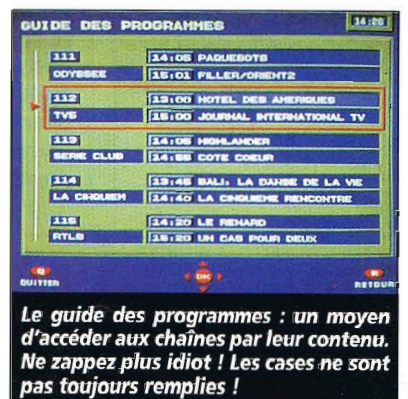 GUIDE DES PROGRAMMES 14:26
111 14:05 PAQUEBOTS
ODYSSEE 15:01 FILLER/ORIENT2
112 13:00 HOTEL DES AMERIQUES
TV5 15:00 JOURNAL INTERNATIONAL TV
113 14:05 HIGHLANDER
SERIE CLUB 14:55 COTE COEUR
114 13:45 BALI, LA DANSE DE LA VIE
LA CINQUIEM 14:40 LA CINQUIEME RENCONTRE
115 14:20 LE RENARD
RTL9 15:20 UN CAS POUR DEUX
QUITTER OK RETOUR
Le guide des programmes : un moyen
d'accéder aux chaînes par leur contenu.
Ne zappez plus idiot ! Les cases ne sont
pas toujours remplies !